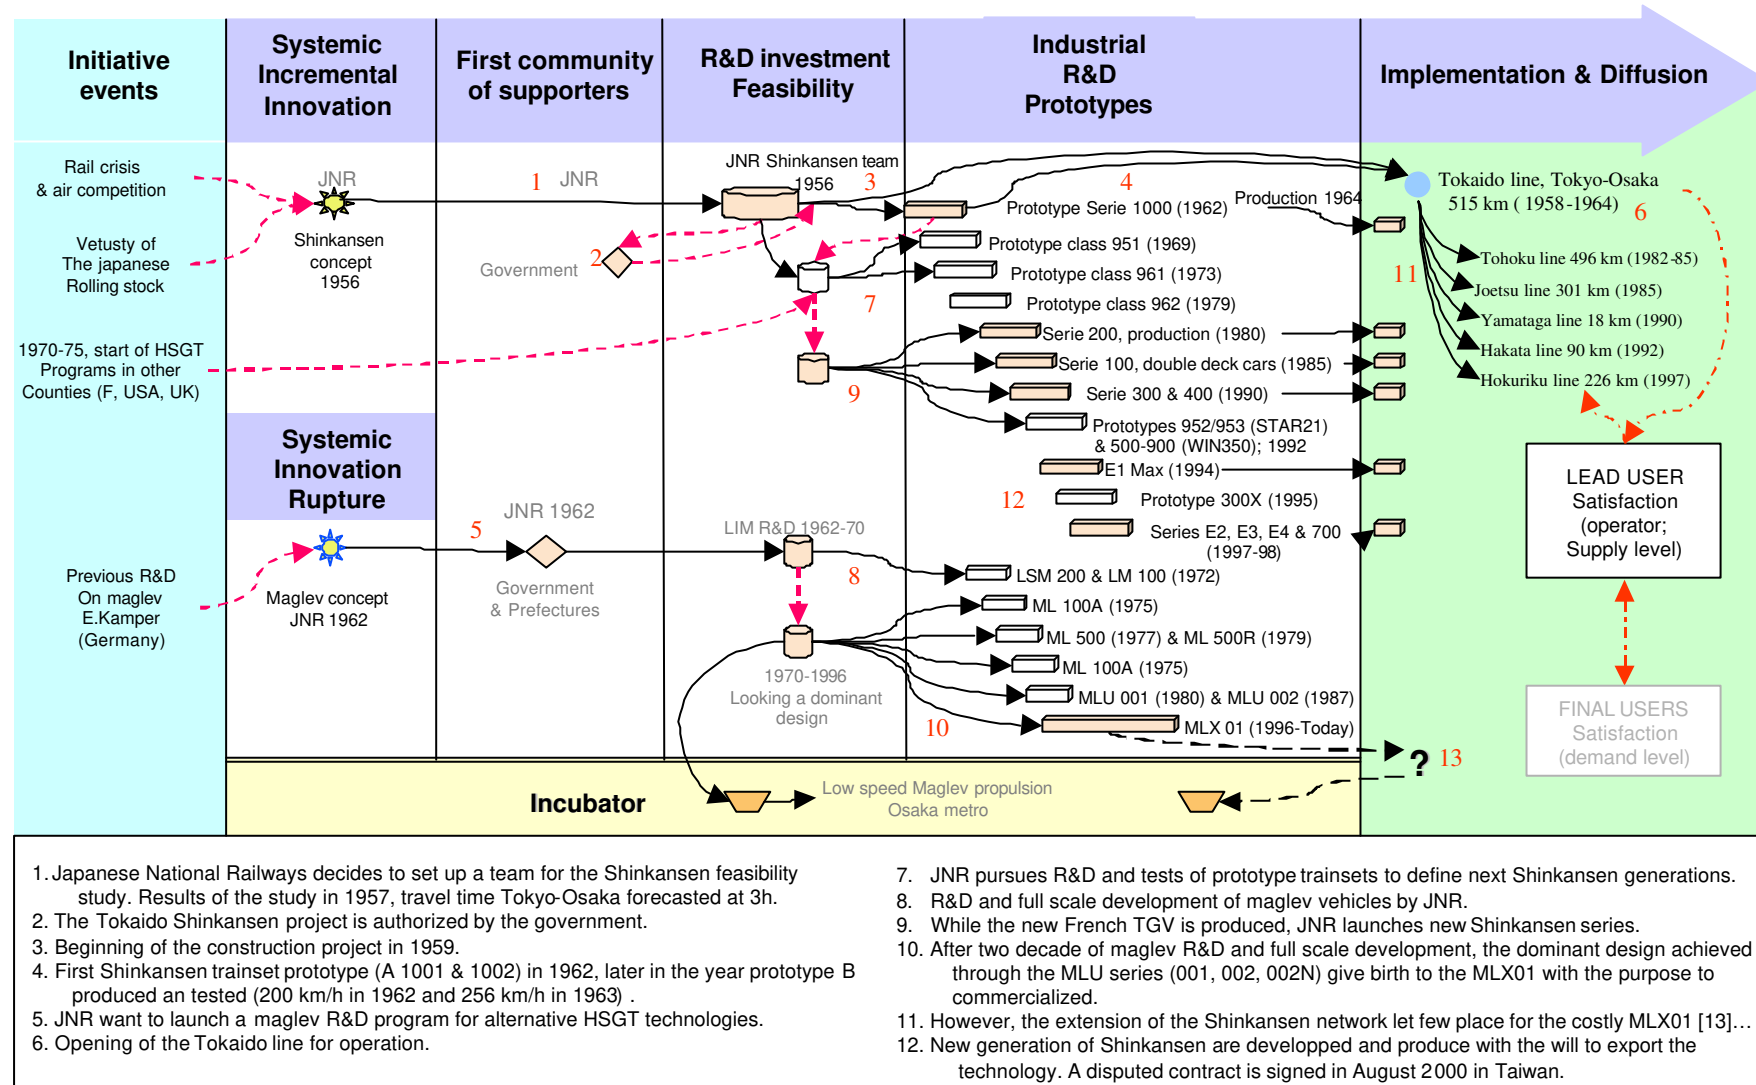 Initiative
events
Systemic
Incremental
Innovation
First community
of supporters
R&D investment
Feasibility
Industrial
R&D
Prototypes
Implementation & Diffusion
Rail crisis
& air competition
Vetusty of
The japanese
Rolling stock
1970-75, start of HSGT
Programs in other
Counties (F, USA, UK)
Previous R&D
On maglev
E.Kamper
(Germany)
JNR
Shinkansen
concept
1956
Systemic
Innovation
Rupture
Maglev concept
JNR 1962
1
JNR
2
Government
5
JNR 1962
Government
& Prefectures
JNR Shinkansen team
1956
3
7
9
LIM R&D 1962-70
8
1970-1996
Looking a dominant
design
4
Production 1964
Prototype Serie 1000 (1962)
Prototype class 951 (1969)
Prototype class 961 (1973)
Prototype class 962 (1979)
Serie 200, production (1980)
Serie 100, double deck cars (1985)
Serie 300 & 400 (1990)
Prototypes 952/953 (STAR21)
& 500-900 (WIN350); 1992
E1 Max (1994)
12
Prototype 300X (1995)
Series E2, E3, E4 & 700
(1997-98)
LSM 200 & LM 100 (1972)
ML 100A (1975)
ML 500 (1977) & ML 500R (1979)
ML 100A (1975)
MLU 001 (1980) & MLU 002 (1987)
10
MLX 01 (1996-Today)
Tokaido line, Tokyo-Osaka
515 km ( 1958-1964)
6
11
Tohoku line 496 km (1982-85)
Joetsu line 301 km (1985)
Yamataga line 18 km (1990)
Hakata line 90 km (1992)
Hokuriku line 226 km (1997)
LEAD USER
Satisfaction
(operator;
Supply level)
FINAL USERS
Satisfaction
(demand level)
?
13
Incubator
Low speed Maglev propulsion
Osaka metro
1. Japanese National Railways decides to set up a team for the Shinkansen feasibility
study. Results of the study in 1957, travel time Tokyo-Osaka forecasted at 3h.
2. The Tokaido Shinkansen project is authorized by the government.
3. Beginning of the construction project in 1959.
4. First Shinkansen trainset prototype (A 1001 & 1002) in 1962, later in the year prototype B
produced an tested (200 km/h in 1962 and 256 km/h in 1963) .
5. JNR want to launch a maglev R&D program for alternative HSGT technologies.
6. Opening of the Tokaido line for operation.
7. JNR pursues R&D and tests of prototype trainsets to define next Shinkansen generations.
8. R&D and full scale development of maglev vehicles by JNR.
9. While the new French TGV is produced, JNR launches new Shinkansen series.
10. After two decade of maglev R&D and full scale development, the dominant design achieved
through the MLU series (001, 002, 002N) give birth to the MLX01 with the purpose to
commercialized.
11. However, the extension of the Shinkansen network let few place for the costly MLX01 [13]…
12. New generation of Shinkansen are developped and produce with the will to export the
technology. A disputed contract is signed in August 2000 in Taiwan.